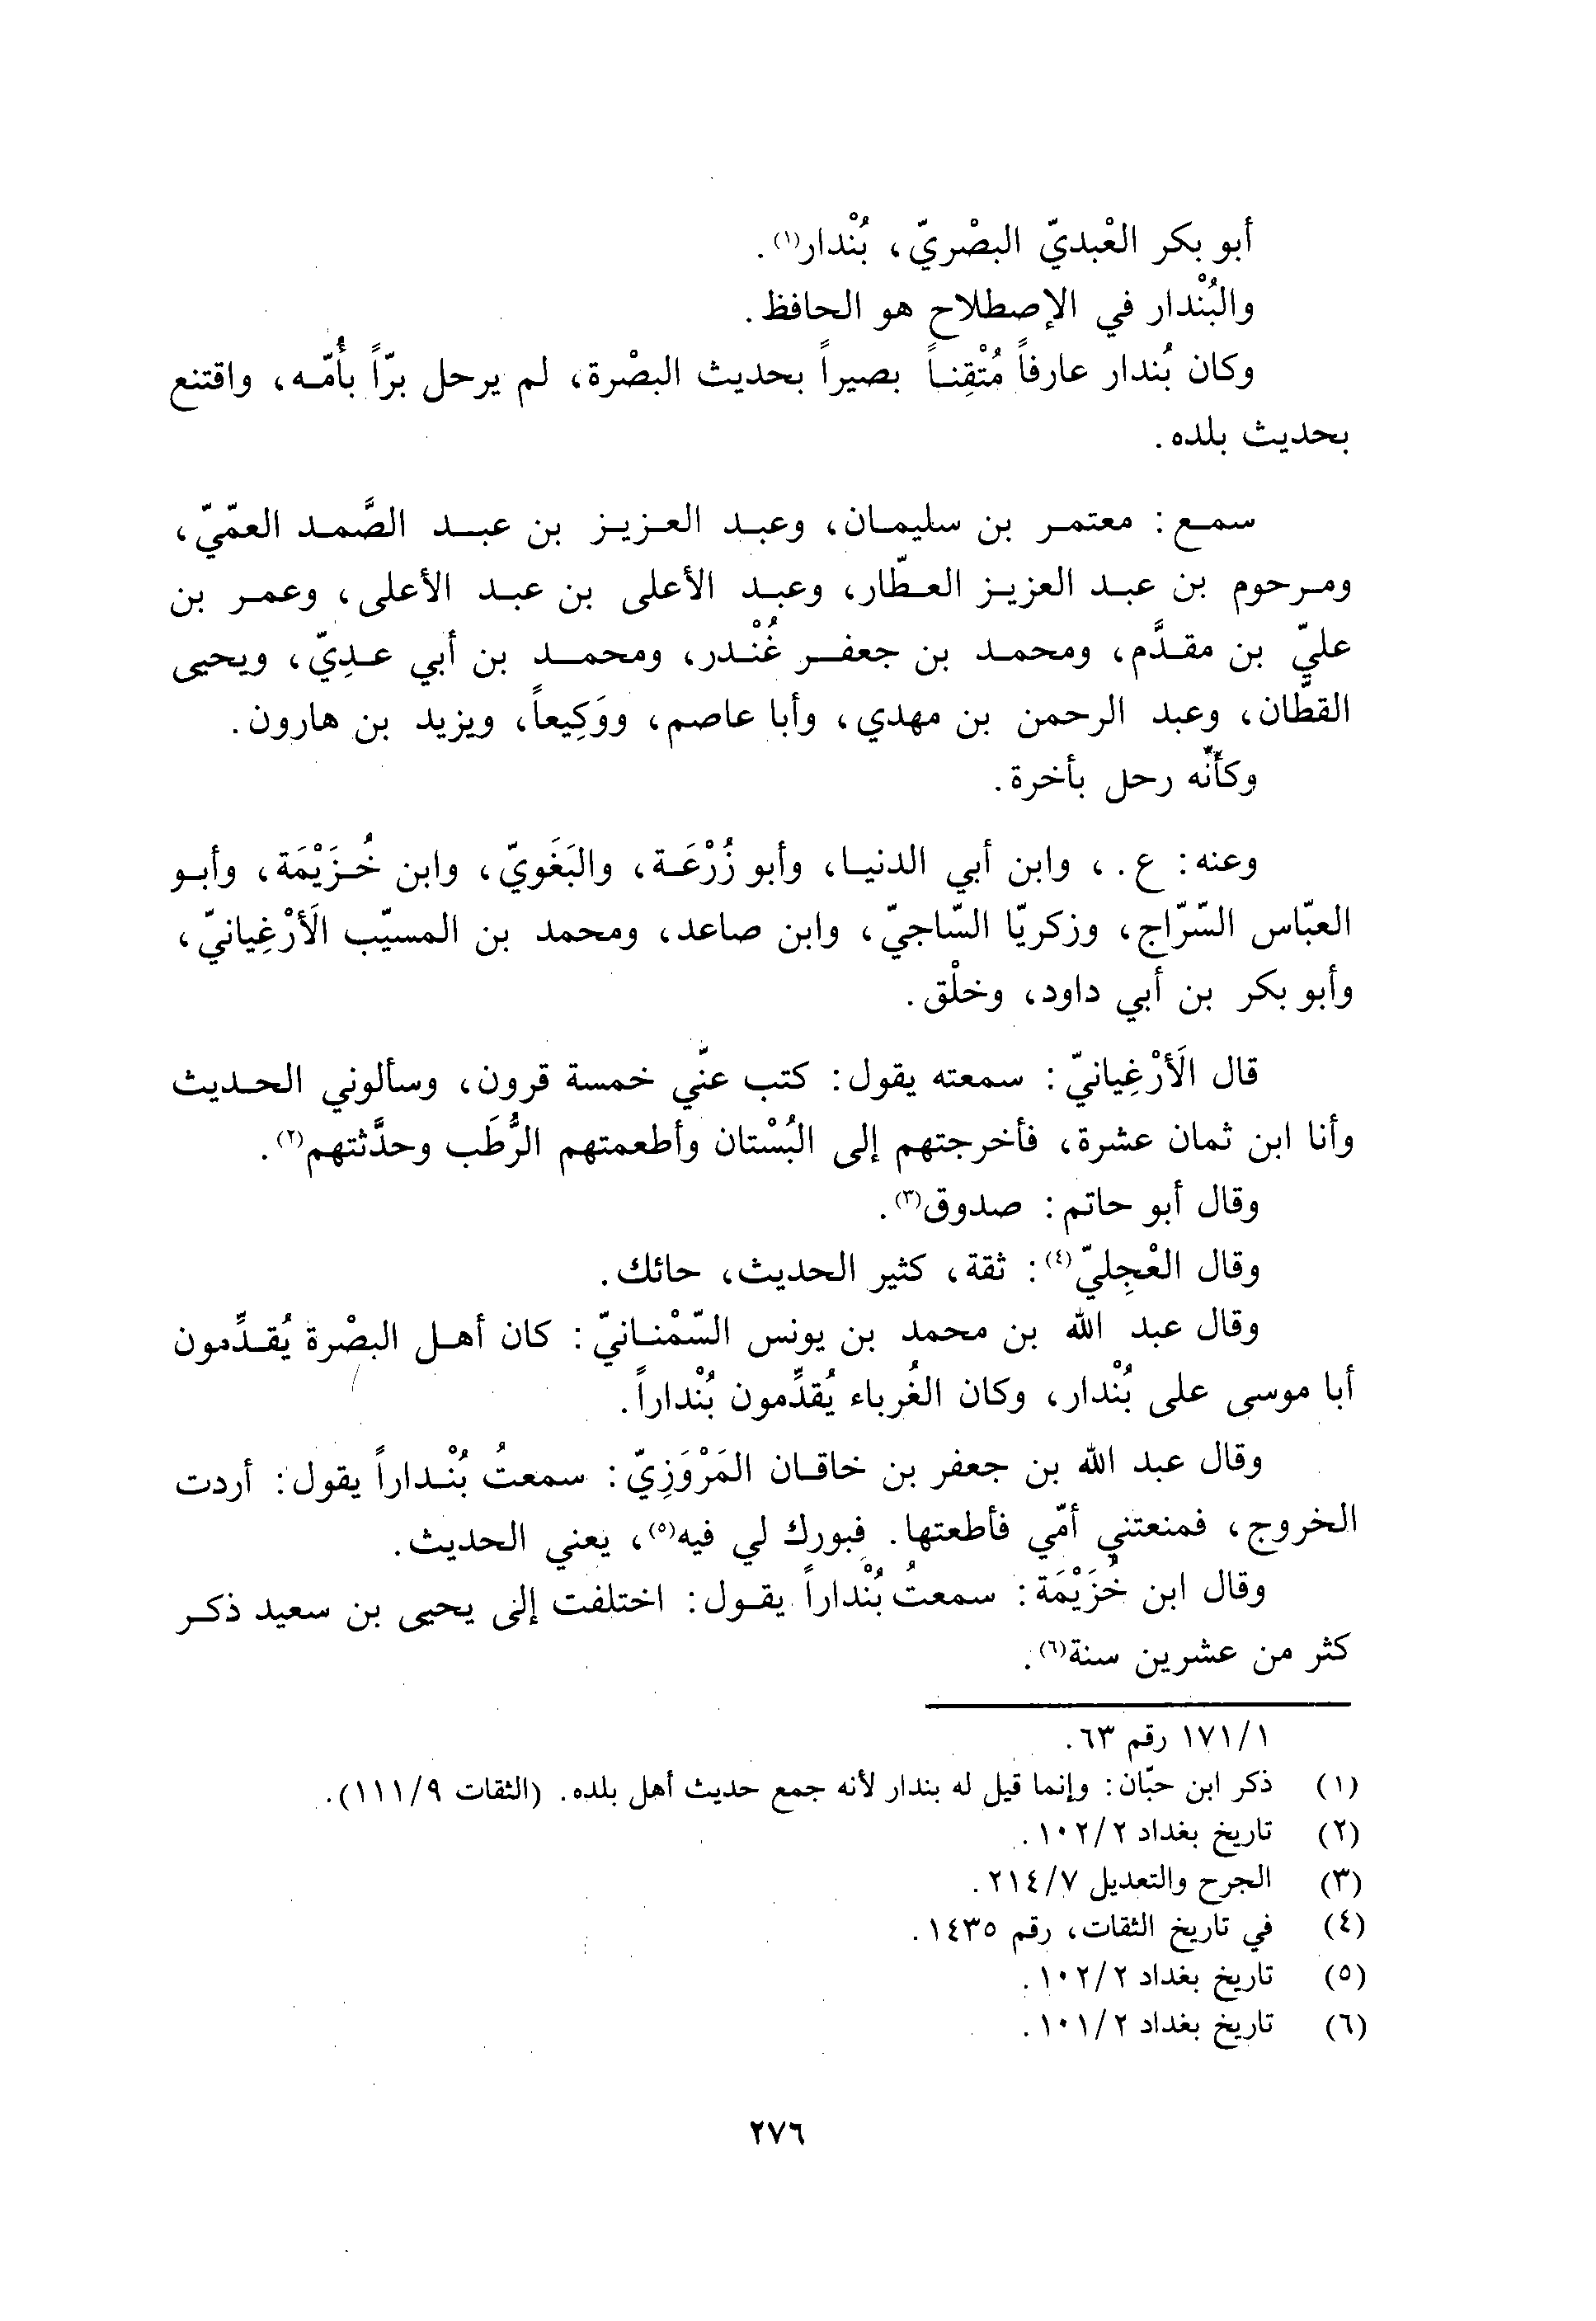 أبو بكر العْبديّ البصْريّ، بُنْدار(١).
والبُنْدار في الإصطلاح هو الحافظ.
وكان بُندار عارفاً مُتْقِناً بصيراً بحديث البصْرة، لم يرحل برّاً بأُمّه، واقتنع
بحديث بلده.
سمع: معتمر بن سليمان، وعبد العزيز بن عبد الصَّمد العمّيّ،
ومرحوم بن عبد العزيز العطّار، وعبد الأعلى بن عبد الأعلى، وعمر بن
عليّ بن مقدَّم، ومحمد بن جعفر غُنْدر، ومحمد بن أبي عدِيّ، ويحيى
القطّان، وعبد الرحمن بن مهدي، وأبا عاصم، ووَكِيعاً، ويزيد بن هارون.
وكأنّه رحل بأخرة.
وعنه: ع.، وابن أبي الدنيا، وأبو زُرْعَة، والبَغَويّ، وابن خُزَيْمَة، وأبو
العبّاس السّرّاج، وزكريّا السّاجيّ، وابن صاعد، ومحمد بن المسيّب الَأرْغِيانيّ،
وأبو بكر بن أبي داود، وخلْق.
قال الَأرْغِيانيّ: سمعته يقول: كتب عنّي خمسة قرون، وسألوني الحديث
وأنا ابن ثمان عشرة، فأخرجتهم إلى البُسْتان وأطعمتهم الرُّطَب وحدَّثتهم(٢).
وقال أبو حاتم: صدوق(٣).
وقال العْجِليّ(٤): ثقة، كثير الحديث، حائك.
وقال عبد الله بن محمد بن يونس السّمْنانيّ: كان أهل البصْرة يُقدِّمون
أبا موسى على بُنْدار، وكان الغُرباء يُقدِّمون بُنْداراً.
وقال عبد الله بن جعفر بن خاقان المَرْوَزِيّ: سمعتُ بُنْداراً يقول: أردت
الخروج، فمنعتني أمّي فأطعتها. فبورك لي فيه(٥)، يعني الحديث.
وقال ابن خُزَيْمَة: سمعتُ بُنْداراً يقول: اختلفت إلى يحيى بن سعيد ذكر
كثر من عشرين سنة(٦).
١٧١/١ رقم ٦٣.
(١) ذكر ابن حبّان: وإنما قيل له بندار لأنه جمع حديث أهل بلده. (الثقات ١١١/٩).
(٢) تاريخ بغداد ١٠٢/٢.
(٣) الجرح والتعديل ٢١٤/٧.
(٤) في تاريخ الثقات، رقم ١٤٣٥.
(٥) تاريخ بغداد ١٠٢/٢.
(٦) تاريخ بغداد ١٠١/٢.
٢٧٦